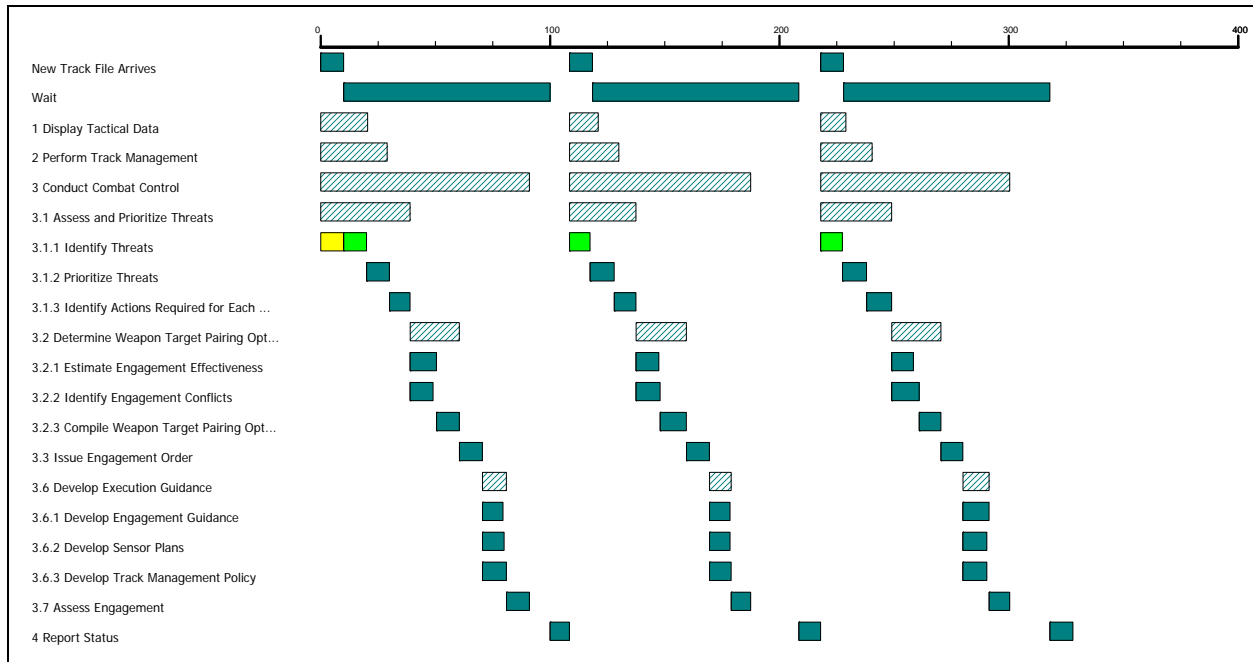 0 100 200 300 400
New Track File Arrives
Wait
1 Display Tactical Data
2 Perform Track Management
3 Conduct Combat Control
3.1 Assess and Prioritize Threats
3.1.1 Identify Threats
3.1.2 Prioritize Threats
3.1.3 Identify Actions Required for Each ...
3.2 Determine Weapon Target Pairing Opt...
3.2.1 Estimate Engagement Effectiveness
3.2.2 Identify Engagement Conflicts
3.2.3 Compile Weapon Target Pairing Opt...
3.3 Issue Engagement Order
3.6 Develop Execution Guidance
3.6.1 Develop Engagement Guidance
3.6.2 Develop Sensor Plans
3.6.3 Develop Track Management Policy
3.7 Assess Engagement
4 Report Status